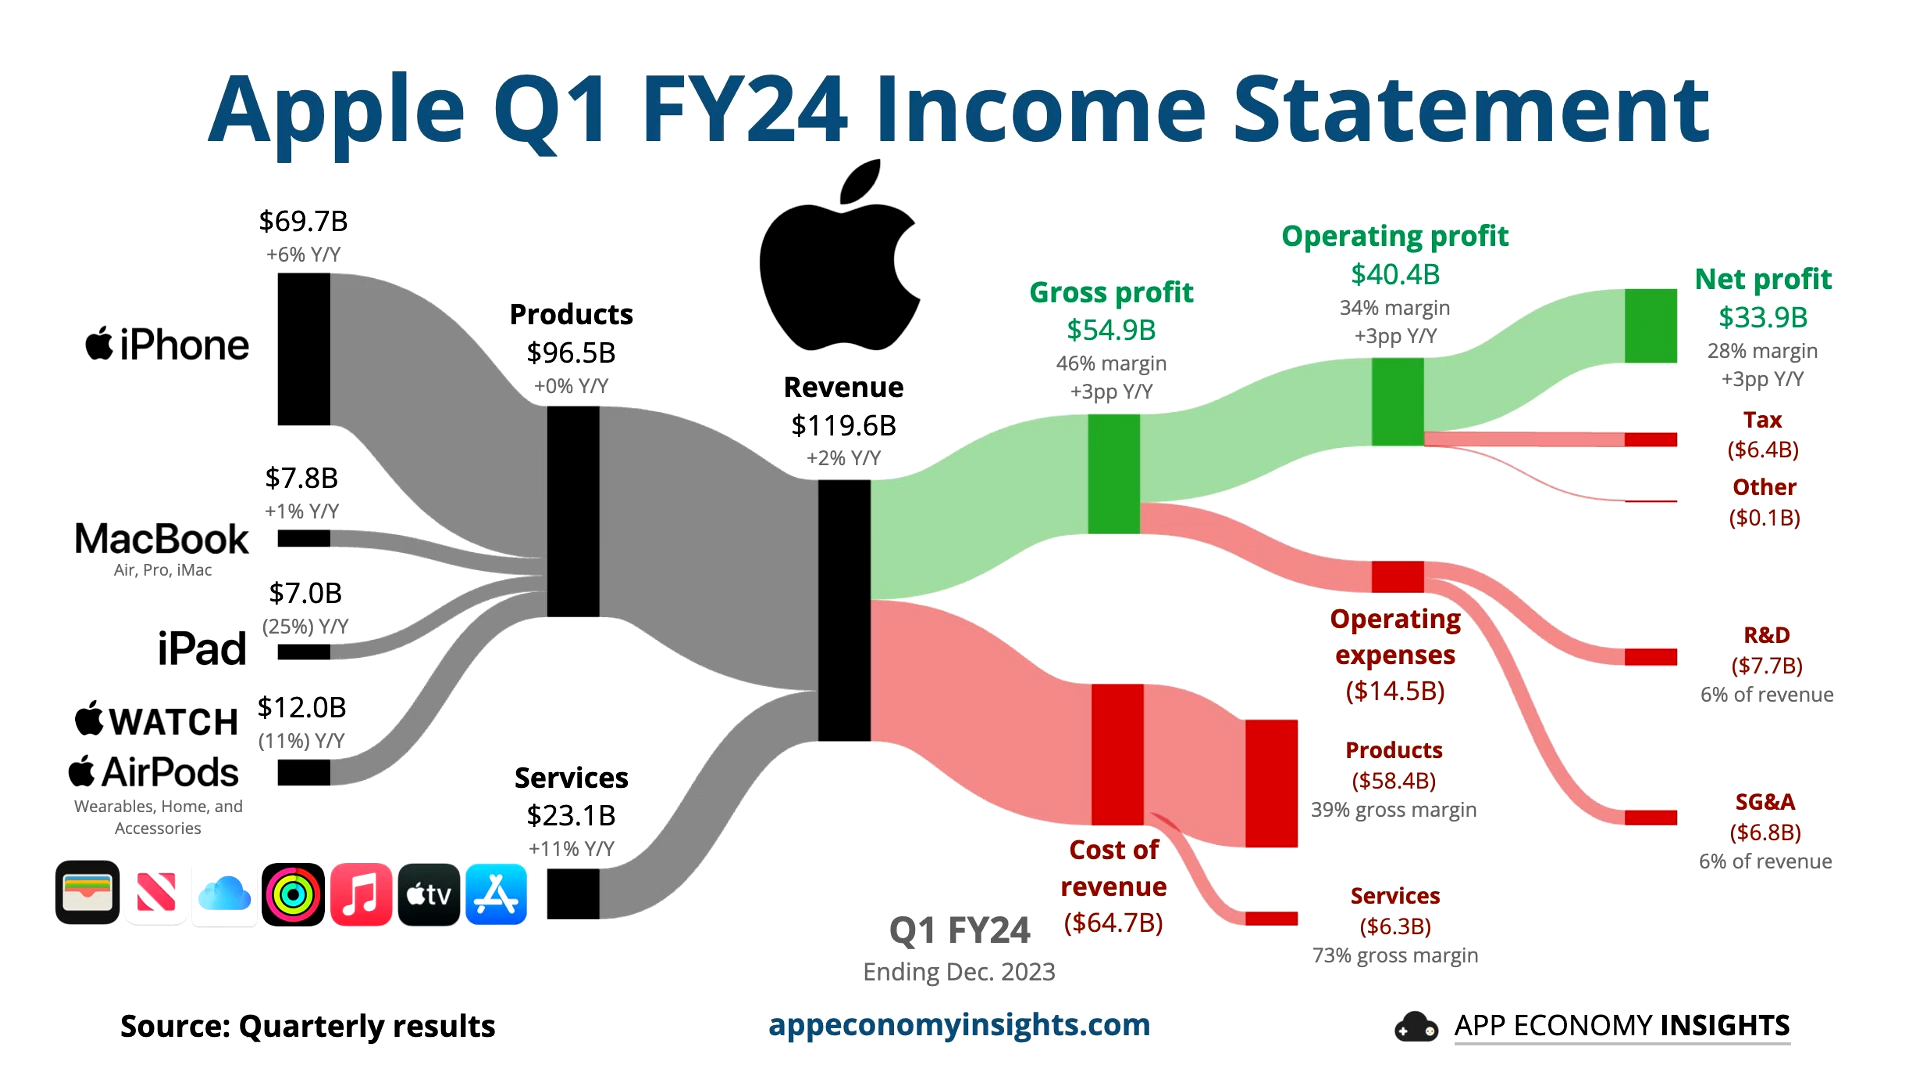 Apple Q1 FY24 Income Statement
$69.7B
+6% Y/Y
iPhone
$7.8B
+1% Y/Y
MacBook
Air, Pro, iMac
$7.0B
(25%) Y/Y
iPad
$12.0B
(11%) Y/Y
WATCH
AirPods
Wearables, Home, and
Accessories
tv
Products
$96.5B
+0% Y/Y
Services
$23.1B
+11% Y/Y
Revenue
$119.6B
+2% Y/Y
Gross profit
$54.9B
46% margin
+3pp Y/Y
Cost of
revenue
($64.7B)
Operating profit
$40.4B
34% margin
+3pp Y/Y
Operating
expenses
($14.5B)
Products
($58.4B)
39% gross margin
Services
($6.3B)
73% gross margin
Net profit
$33.9B
28% margin
+3pp Y/Y
Tax
($6.4B)
Other
($0.1B)
R&D
($7.7B)
6% of revenue
SG&A
($6.8B)
6% of revenue
Q1 FY24
Ending Dec. 2023
Source: Quarterly results
appeconomyinsights.com
APP ECONOMY INSIGHTS